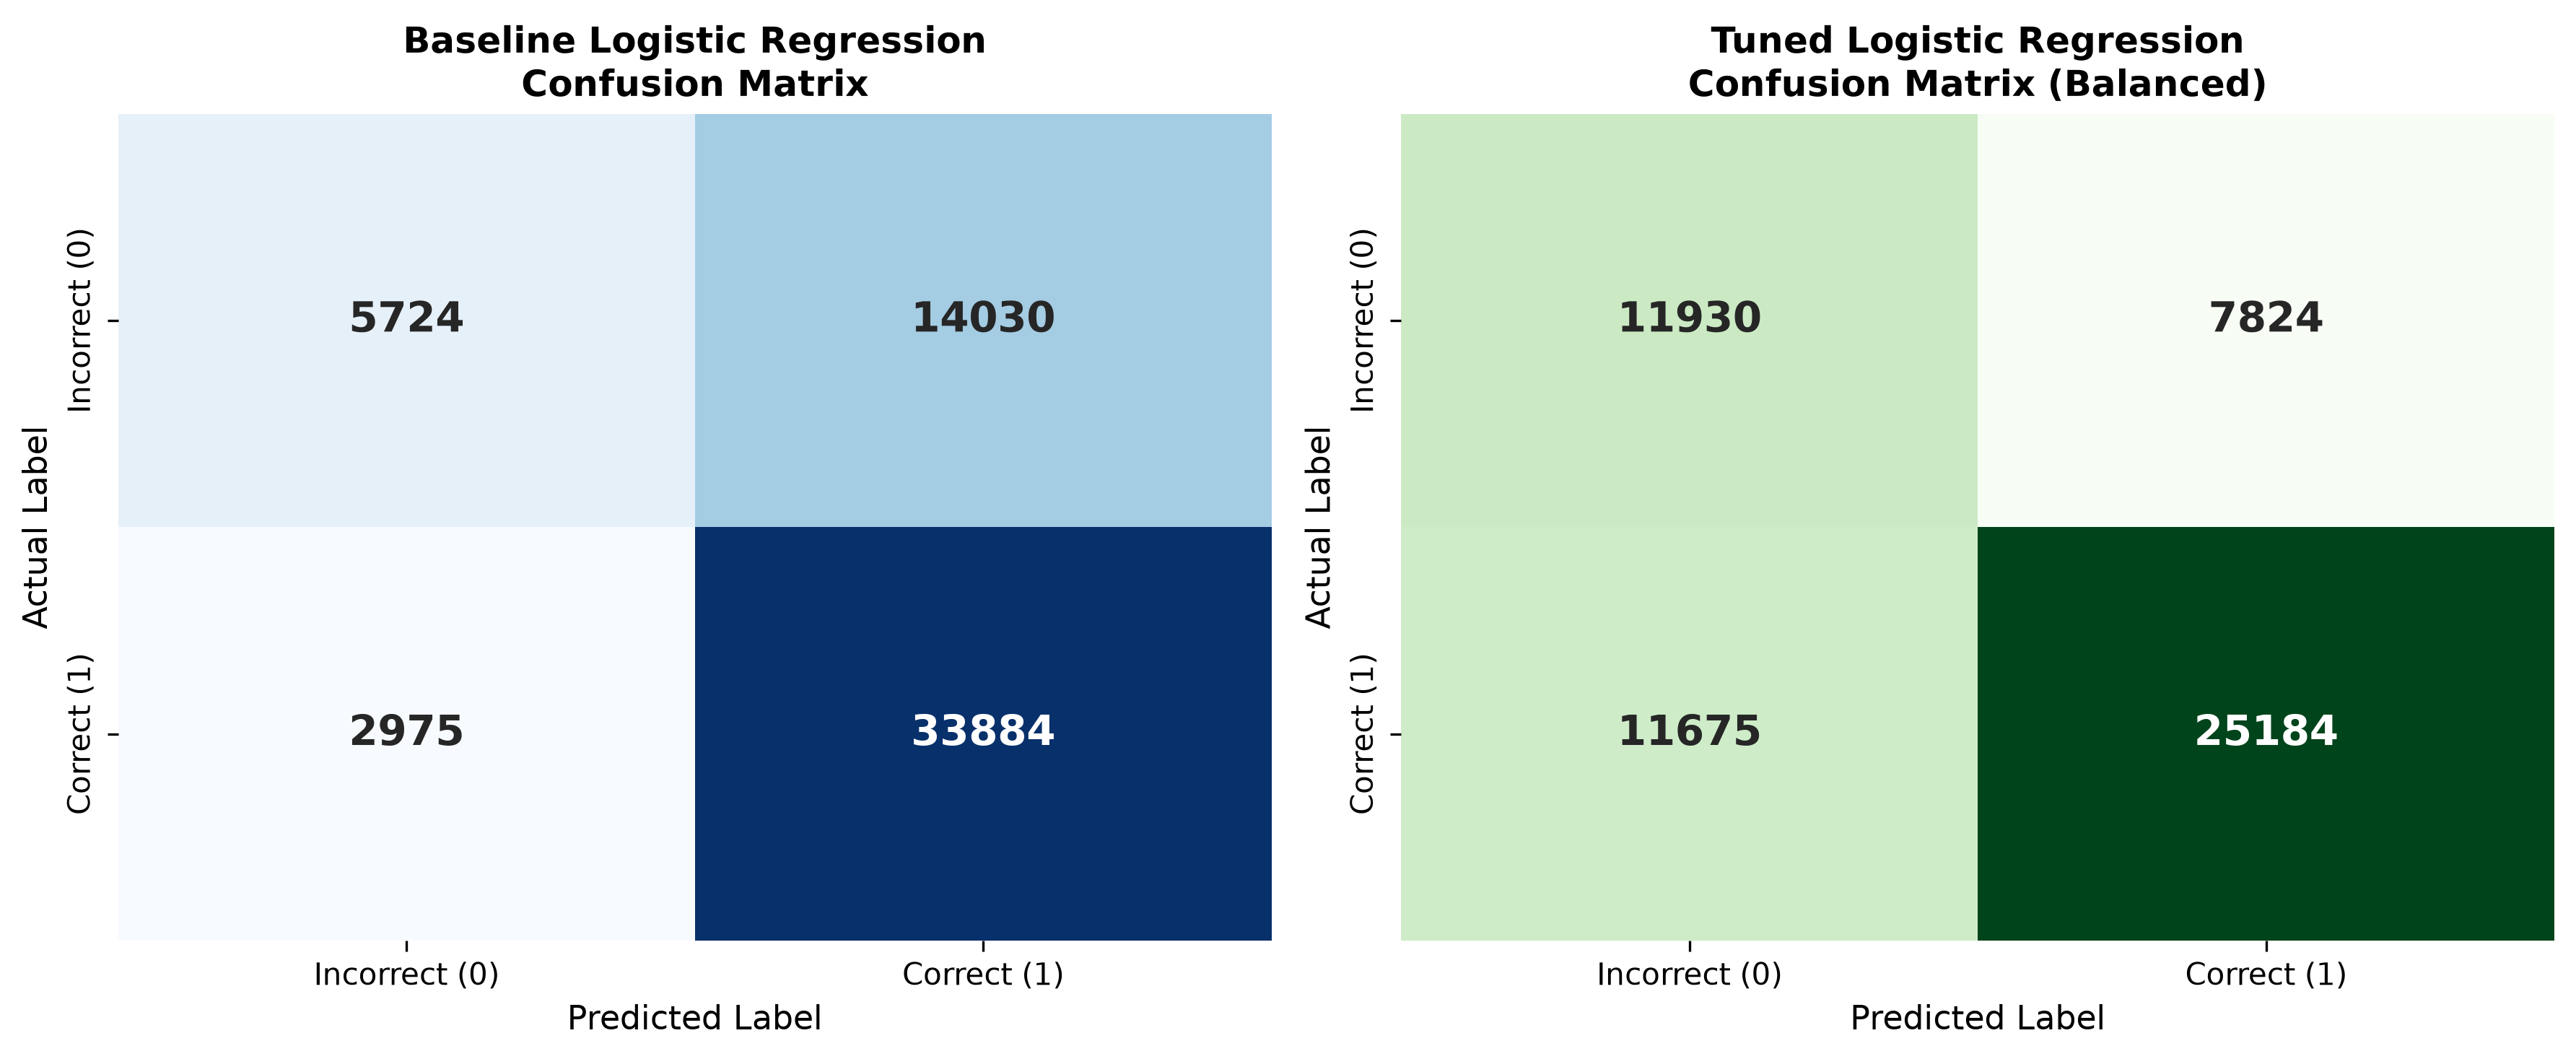 Baseline Logistic Regression
Confusion Matrix
Actual Label
Incorrect (0)
5724
14030
Correct (1)
2975
33884
Incorrect (0)
Correct (1)
Predicted Label
Tuned Logistic Regression
Confusion Matrix (Balanced)
Actual Label
Incorrect (0)
11930
7824
Correct (1)
11675
25184
Incorrect (0)
Correct (1)
Predicted Label